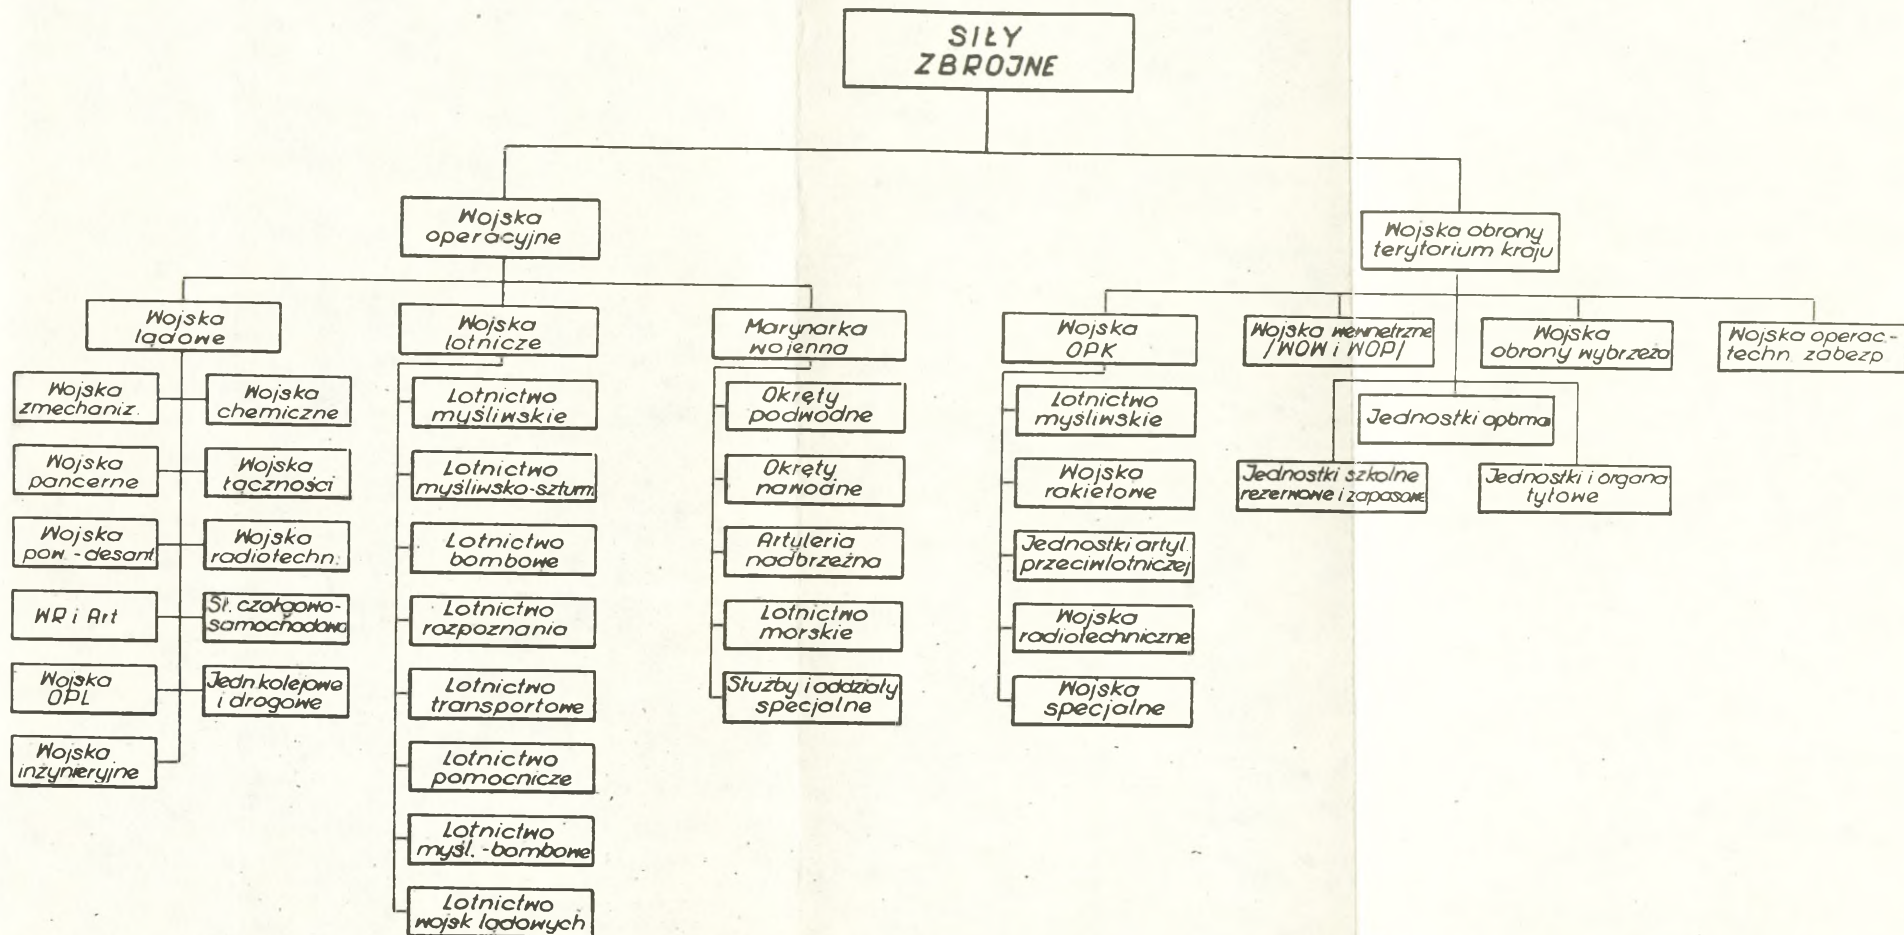 SIŁY
ZBROJNE
Wojska
operacyjne
Wojska obrony
terytorium kraju
Wojska
lądowe
Wojska
lotnicze
Marynarka
wojenna
Wojska
OPK
Wojska wewnetrzne
/WOW i WOP/
Wojska
obrony wybrzeża
Wojska operac.-
techn. zabezp
Wojska
zmechaniz.
Wojska
chemiczne
Wojska
pancerne
Wojska
łączności
Wojska
pow.-desant
Wojska
radiotechn.
WR i Art
Sł. czołgowo-
samochodowa
Wojska
OPL
Jedn. kolejowe
i drogowe
Wojska
inżynieryjne
Lotnictwo
myśliwskie
Lotnictwo
myśliwsko-szturm.
Lotnictwo
bombowe
Lotnictwo
rozpoznania
Lotnictwo
transportowe
Lotnictwo
pomocnicze
Lotnictwo
myśl.-bombowe
Lotnictwo
wojsk lądowych
Okręty
podwodne
Okręty
nawodne
Artyleria
nadbrzeżna
Lotnictwo
morskie
Służby i oddziały
specjalne
Lotnictwo
myśliwskie
Wojska
rakietowe
Jednostki artyl.
przeciwlotniczej
Wojska
radiotechniczne
Wojska
specjalne
Jednostki opbma
Jednostki szkolne
rezerwowe i zapasowe
Jednostki i organa
tyłowe